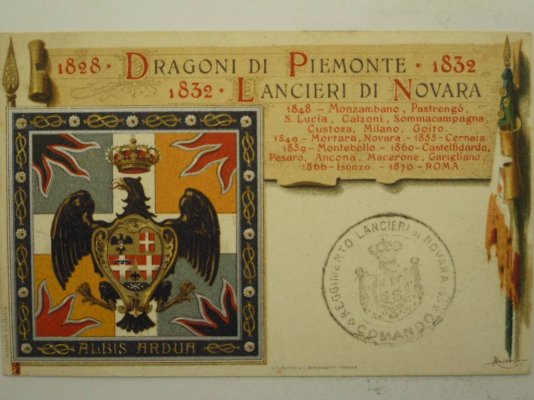 1828 · DRAGONI DI PIEMONTE · 1832
1832 · LANCIERI DI NOVARA
1848 – Monzambano, Pastrengo,
S. Lucia, Calzoni, Sommacampagna,
Custoza, Milano, Goito.
1849 – Mortara, Novara – 1855 – Cernaia.
1859 – Montebello. – 1860 – Castelfidardo,
Pesaro, Ancona, Macerone, Garigliano,
1866 – Isonzo. – 1870 – ROMA.
ALBIS ARDUA
REGGIMENTO LANCIERI DI NOVARA
COMANDO